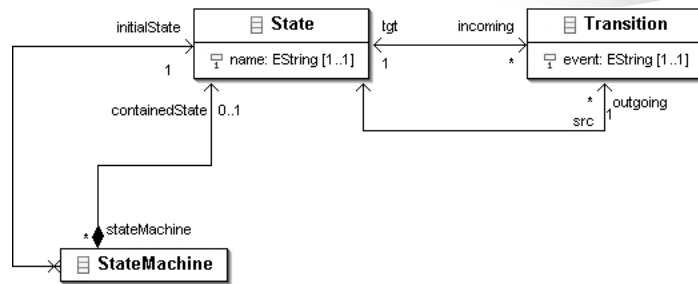 initialState
State
tgt
incoming
Transition
1
name: EString [1..1]
1
*
event: EString [1..1]
containedState
0..1
*
outgoing
src
1
stateMachine
*
StateMachine